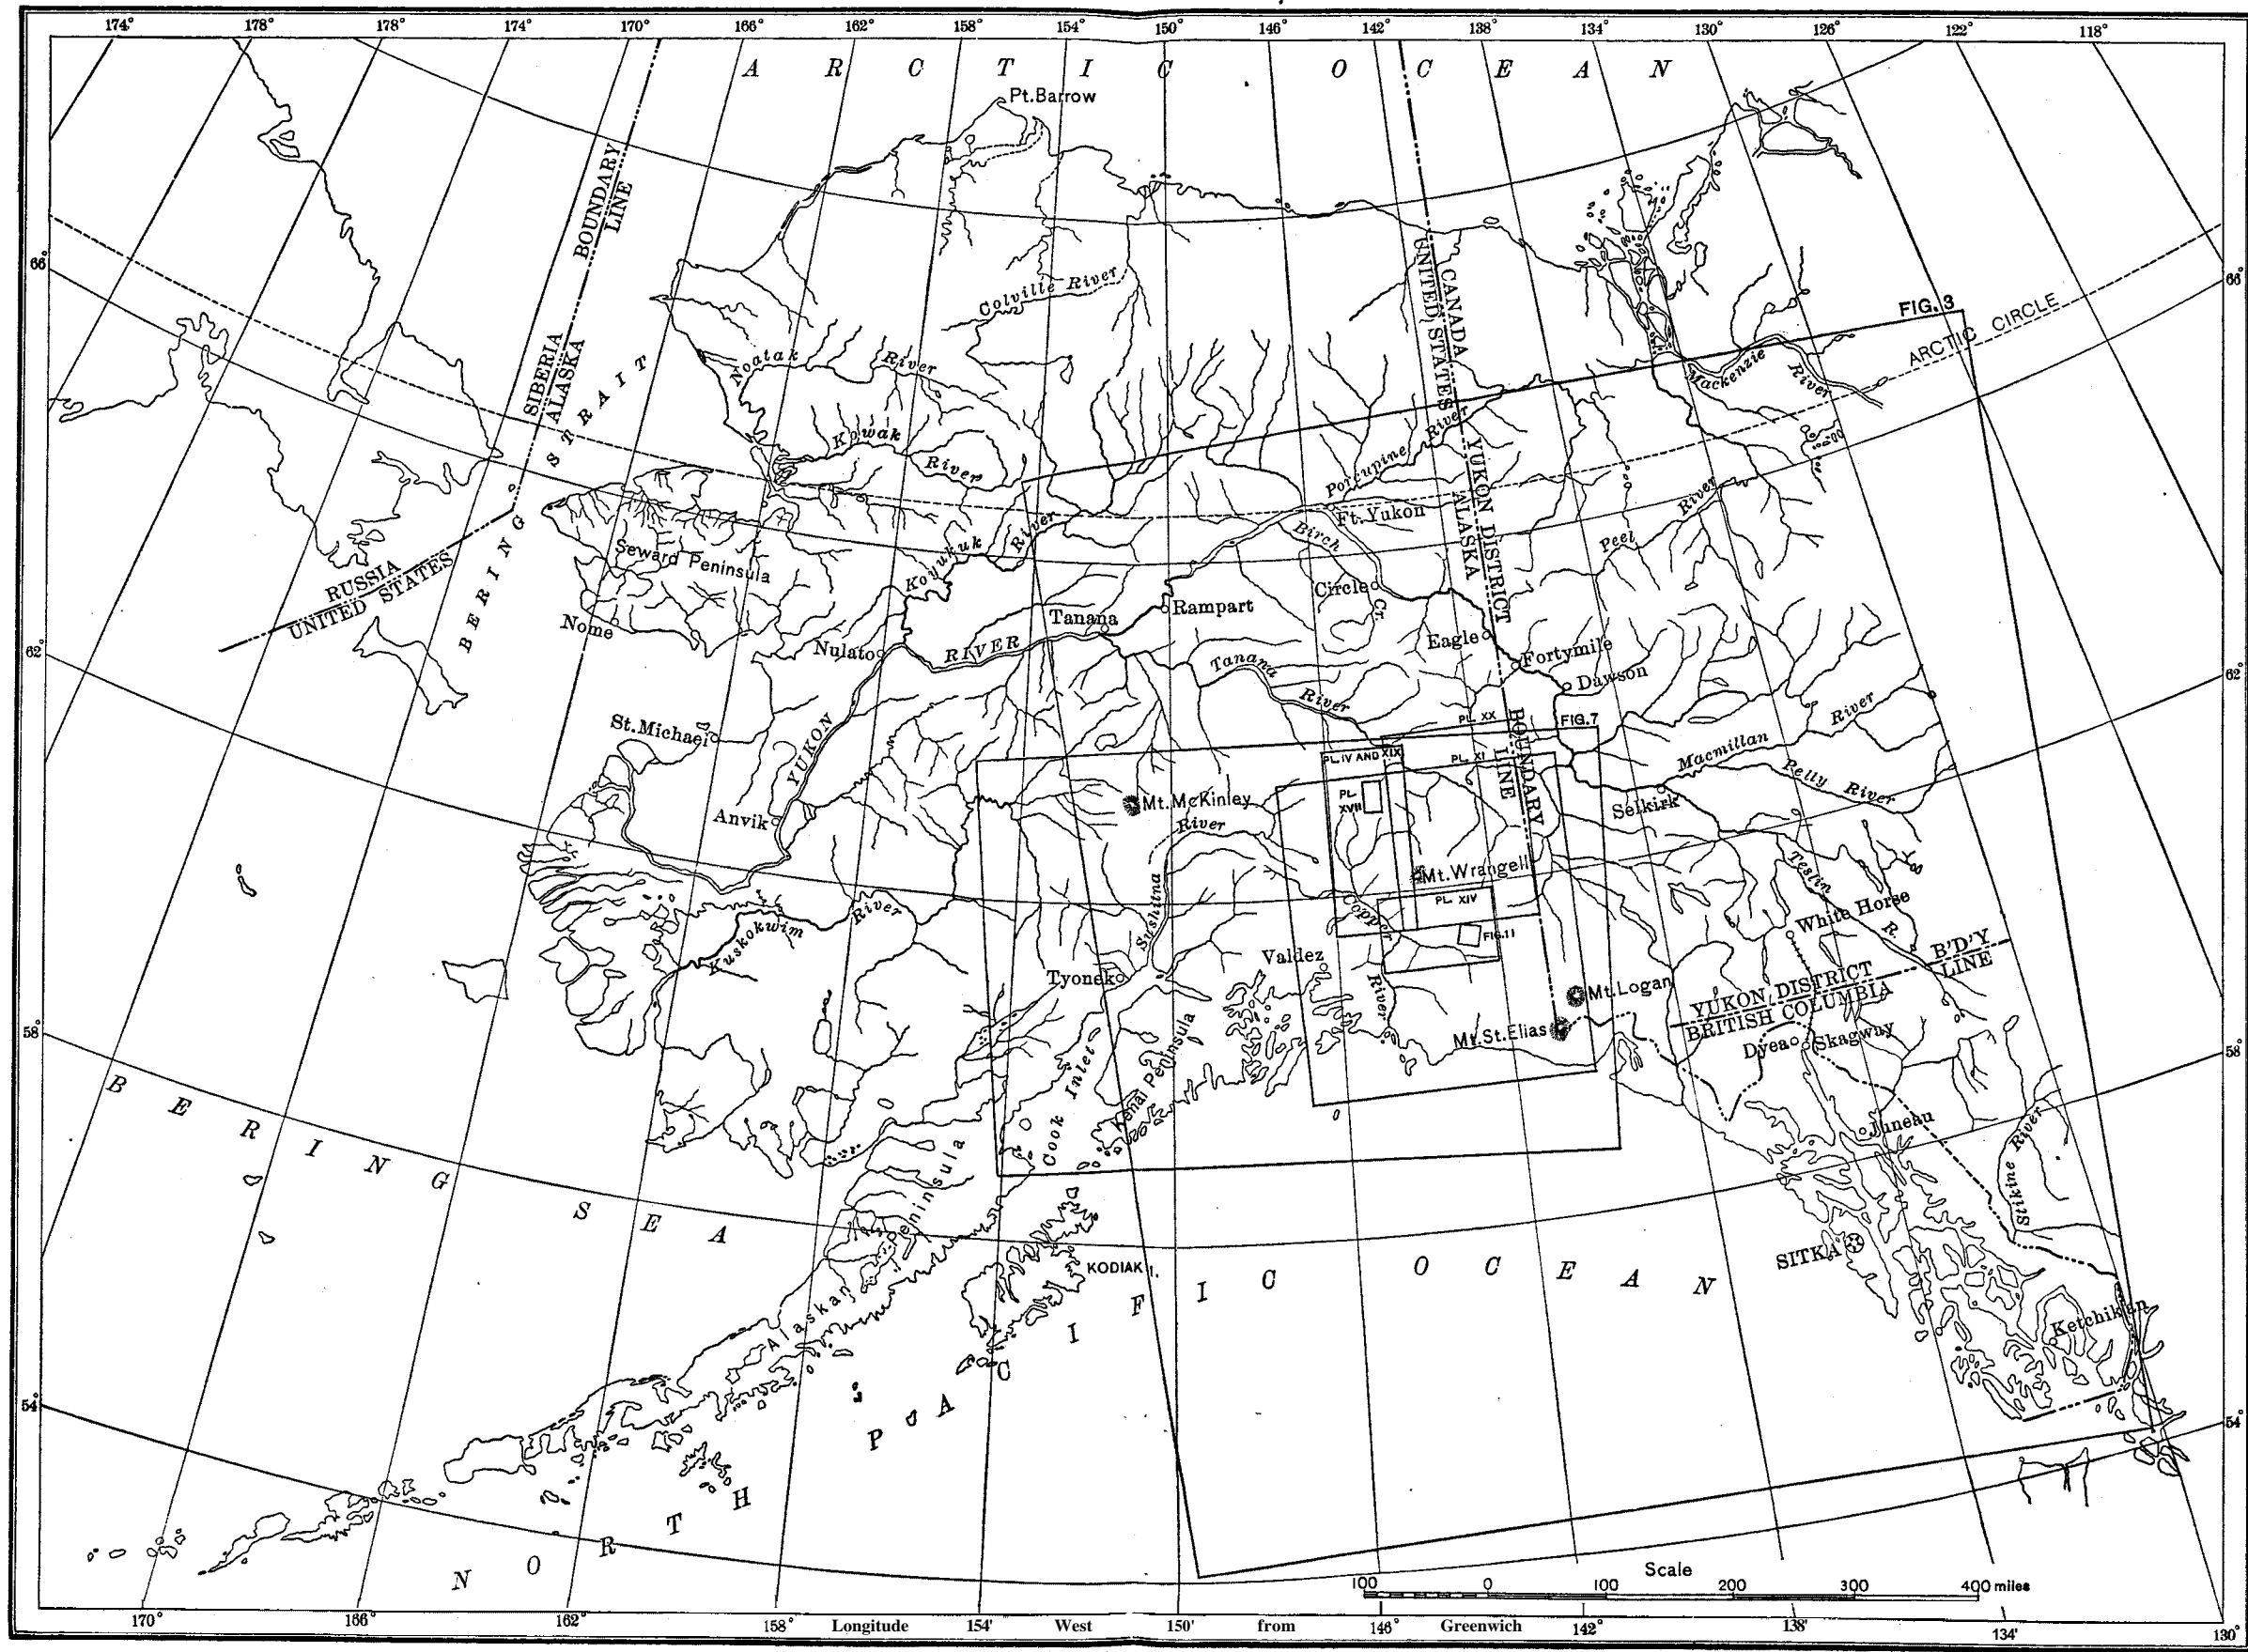 174° 178° 178° 174° 170° 166° 162° 158° 154° 150° 146° 142° 138° 134° 130° 126° 122° 118°
A R C T I C O C E A N
Pt. Barrow
BOUNDARY
LINE
66°
66°
CANADA
UNITED STATES
Colville River
FIG. 3
ARCTIC CIRCLE
SIBERIA
ALASKA
Noatak River
Mackenzie River
BERING STRAIT
Kowak River
Porcupine River
YUKON DISTRICT
ALASKA
Ft. Yukon
Birch Cr.
Peel River
Koyukuk River
Seward Peninsula
RUSSIA
UNITED STATES
Circle
Rampart
Tanana
Nome
62°
62°
Eagle
Nulato
YUKON RIVER
Fortymile
Tanana River
Dawson
BOUNDARY
LINE
PL. XX
FIG. 7
St. Michael
Macmillan River
PL. IV AND XIX
PL. XI
Pelly River
PL.
XVII
Mt. McKinley
Selkirk
Anvik
River
Sushitna
Mt. Wrangell
Teslin R.
PL. XIV
Copper River
White Horse
Kuskokwim River
FIG. 11
B'D'Y
LINE
Valdez
Tyonek
Mt. Logan
YUKON DISTRICT
BRITISH COLUMBIA
Mt. St. Elias
58°
58°
Dyea
Skagway
Cook Inlet
Kenai Peninsula
BERING SEA
Juneau
Stikine River
Alaskan Peninsula
SITKA
KODIAK I.
Ketchikan
54°
54°
NORTH PACIFIC OCEAN
Scale
100 0 100 200 300 400 miles
170° 166° 162° 158° Longitude 154° West 150° from 146° Greenwich 142° 138° 134° 130°